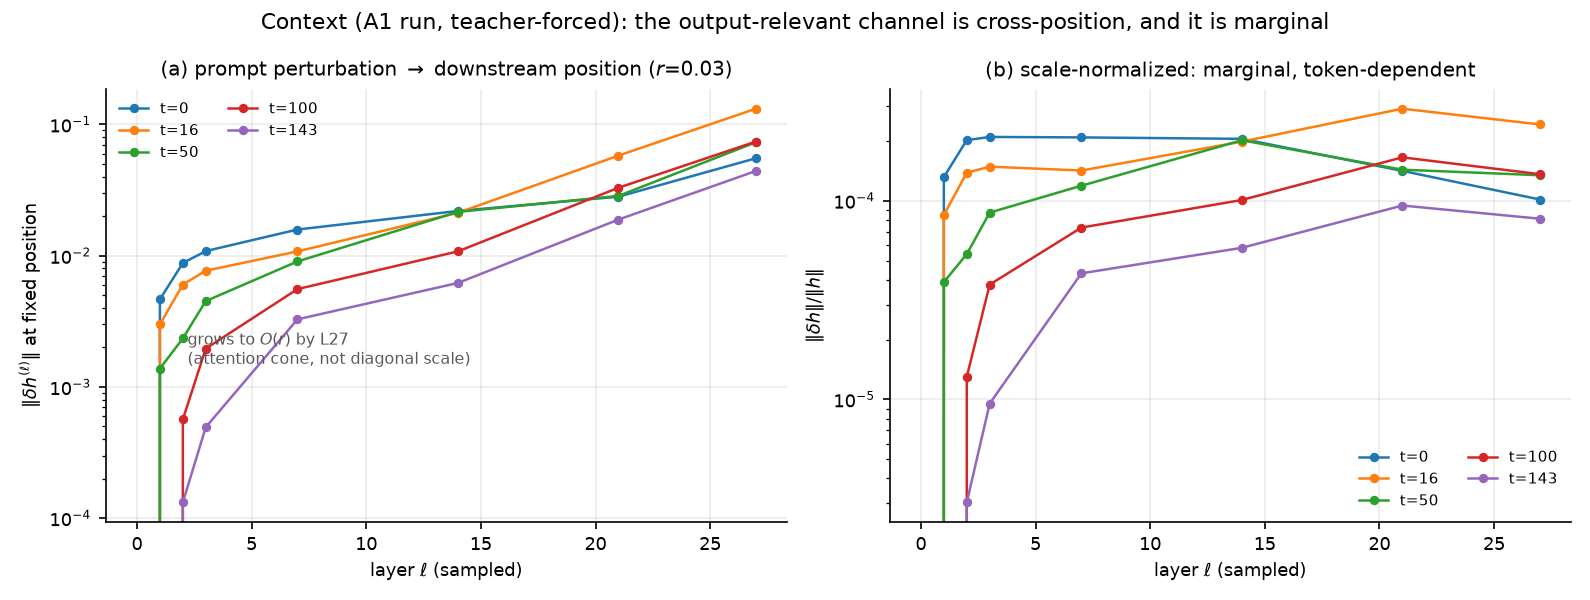 Context (A1 run, teacher-forced): the output-relevant channel is cross-position, and it is marginal
(a) prompt perturbation → downstream position (r=0.03)
t=0
t=16
t=50
t=100
t=143
10⁻¹
10⁻²
10⁻³
10⁻⁴
‖δh⁽ℓ⁾‖ at fixed position
grows to O(r) by L27
(attention cone, not diagonal scale)
0 5 10 15 20 25
layer ℓ (sampled)
(b) scale-normalized: marginal, token-dependent
10⁻⁴
10⁻⁵
‖δh‖/‖h‖
t=0
t=16
t=50
t=100
t=143
0 5 10 15 20 25
layer ℓ (sampled)